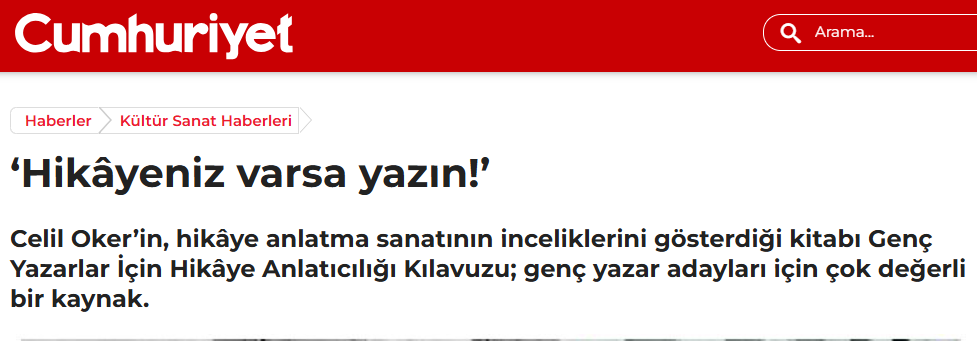 Cumhuriyet
Arama...
Haberler
Kültür Sanat Haberleri
‘Hikâyeniz varsa yazın!’
Celil Oker’in, hikâye anlatma sanatının inceliklerini gösterdiği kitabı Genç
Yazarlar İçin Hikâye Anlatıcılığı Kılavuzu; genç yazar adayları için çok değerli
bir kaynak.